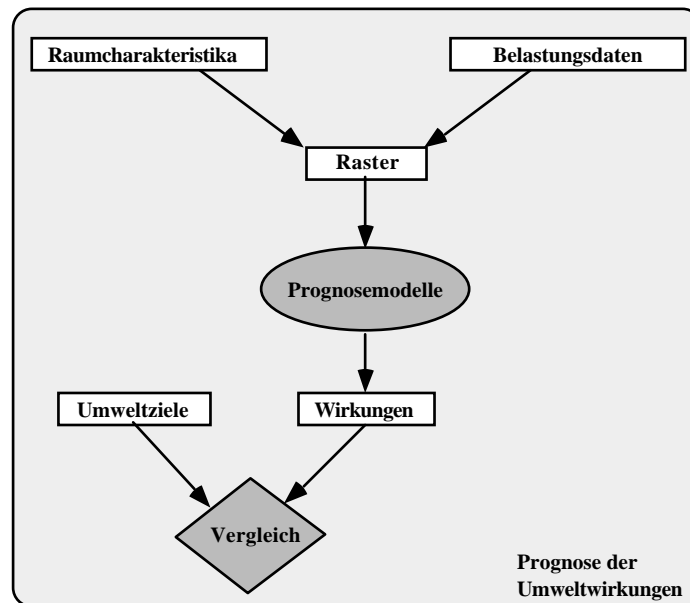 Raumcharakteristika
Belastungsdaten
Raster
Prognosemodelle
Umweltziele
Wirkungen
Vergleich
Prognose der
Umweltwirkungen